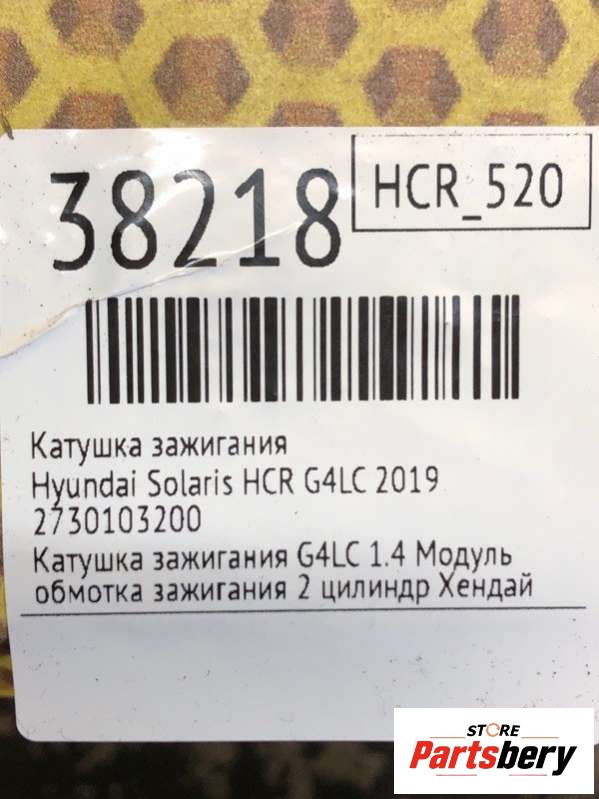 38218
HCR_520
Катушка зажигания
Hyundai Solaris HCR G4LC 2019
2730103200
Катушка зажигания G4LC 1.4 Модуль
обмотка зажигания 2 цилиндр Хендай
STORE
Partsbery